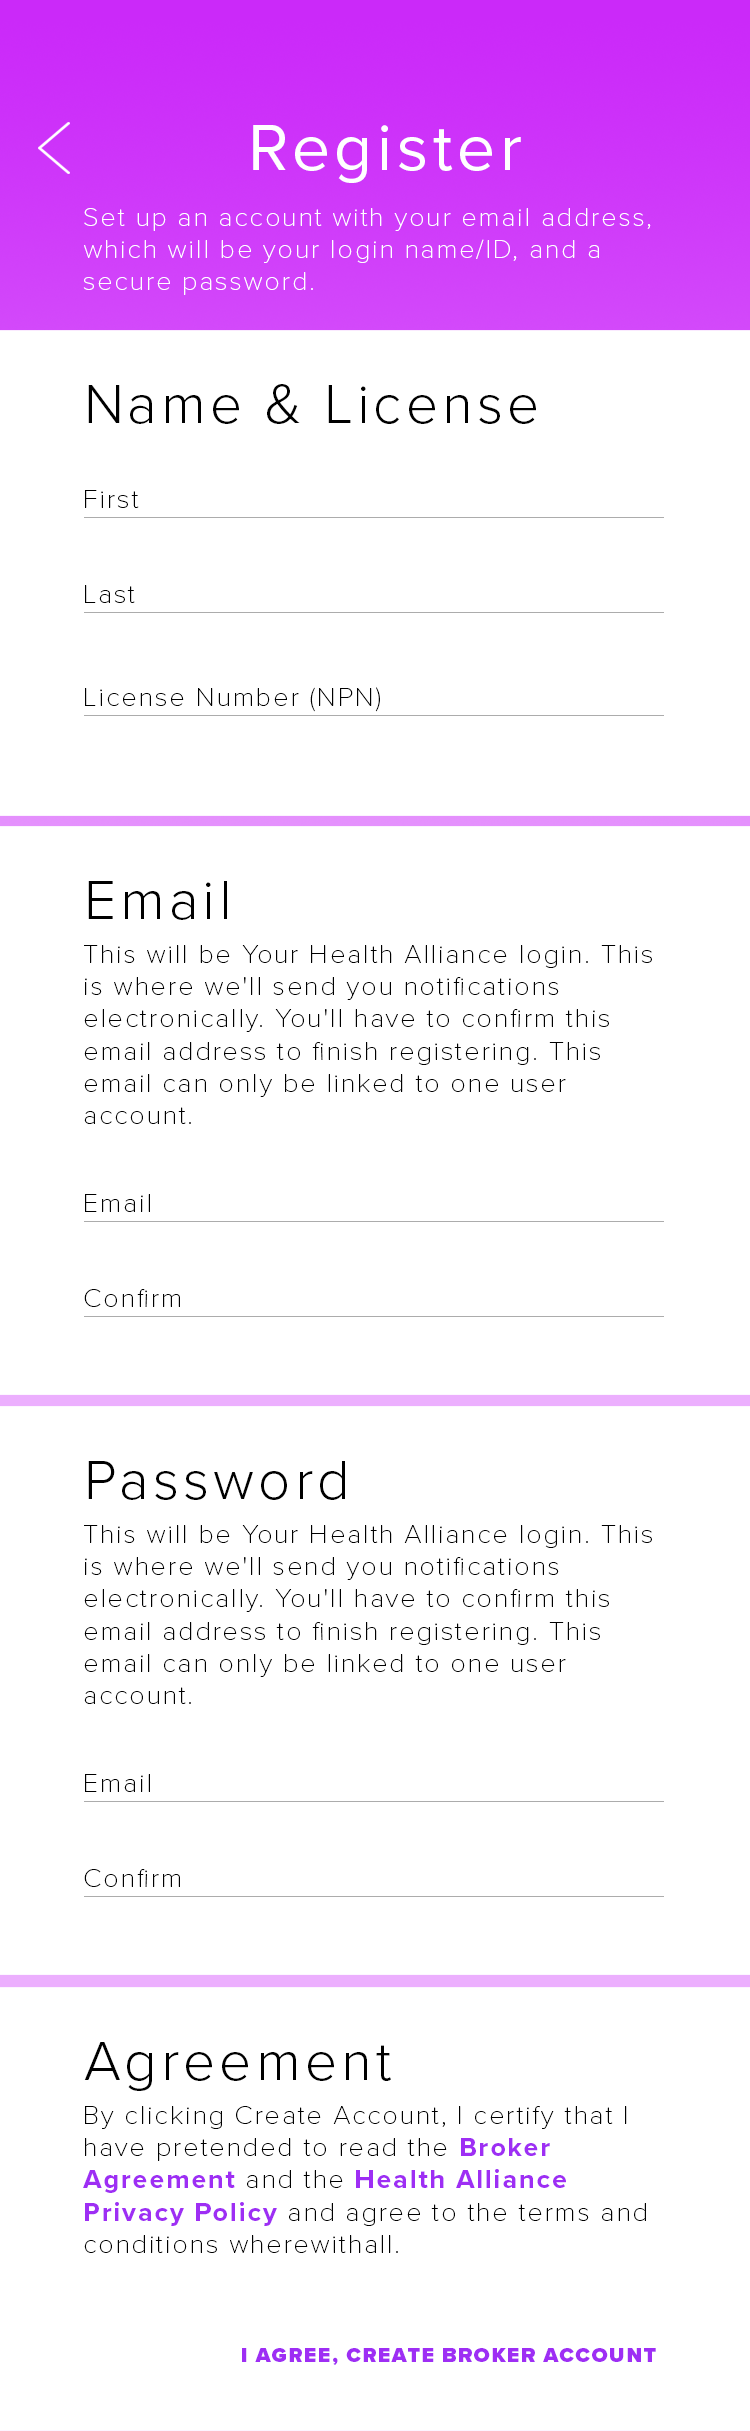 Register
Set up an account with your email address,
which will be your login name/ID, and a
secure password.
Name & License
First
Last
License Number (NPN)
Email
This will be Your Health Alliance login. This
is where we'll send you notifications
electronically. You'll have to confirm this
email address to finish registering. This
email can only be linked to one user
account.
Email
Confirm
Password
This will be Your Health Alliance login. This
is where we'll send you notifications
electronically. You'll have to confirm this
email address to finish registering. This
email can only be linked to one user
account.
Email
Confirm
Agreement
By clicking Create Account, I certify that I
have pretended to read the Broker
Agreement and the Health Alliance
Privacy Policy and agree to the terms and
conditions wherewithall.
I AGREE, CREATE BROKER ACCOUNT